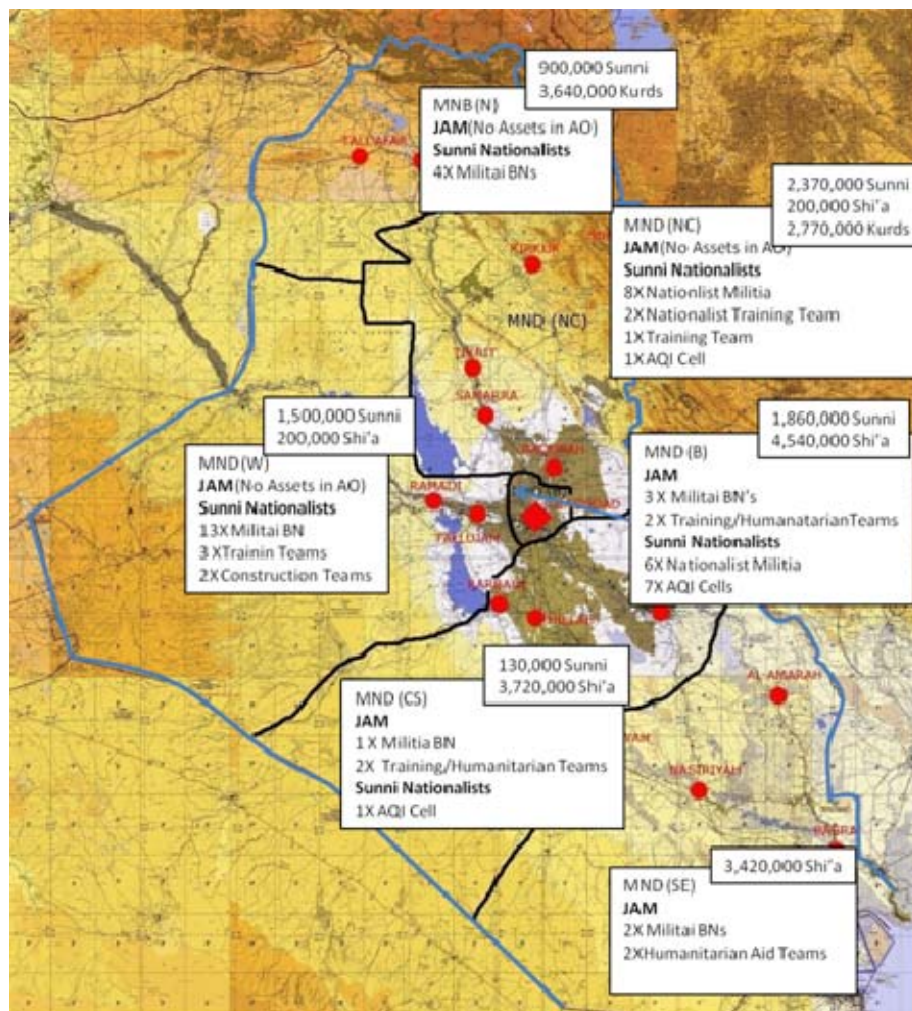 900,000 Sunni
3,640,000 Kurds
MNB (N)
JAM (No Assets in AO)
Sunni Nationalists
4X Militai BNs
TALL AFAR
2,370,000 Sunni
200,000 Shi'a
2,770,000 Kurds
MND (NC)
JAM (No Assets in AO)
Sunni Nationalists
8X Nationlist Militia
2X Nationalist Training Team
1X Training Team
1X AQI Cell
KIRKUK
MND (NC)
TIKRIT
SAMARRA
1,500,000 Sunni
200,000 Shi'a
MND (W)
JAM (No Assets in AO)
Sunni Nationalists
13X Militai BN
3X Trainin Teams
2X Construction Teams
1,860,000 Sunni
4,540,000 Shi'a
MND (B)
JAM
3X Militai BN's
2X Training/Humanatarian Teams
Sunni Nationalists
6X Nationalist Militia
7X AQI Cells
RAMADI
FALLUJAH
KARBALA
HILLAH
130,000 Sunni
3,720,000 Shi'a
MND (CS)
JAM
1X Militia BN
2X Training/Humanitarian Teams
Sunni Nationalists
1X AQI Cell
AL AMARAH
NASIRIYAH
BASRA
3,420,000 Shi'a
MND (SE)
JAM
2X Militai BNs
2X Humanitarian Aid Teams